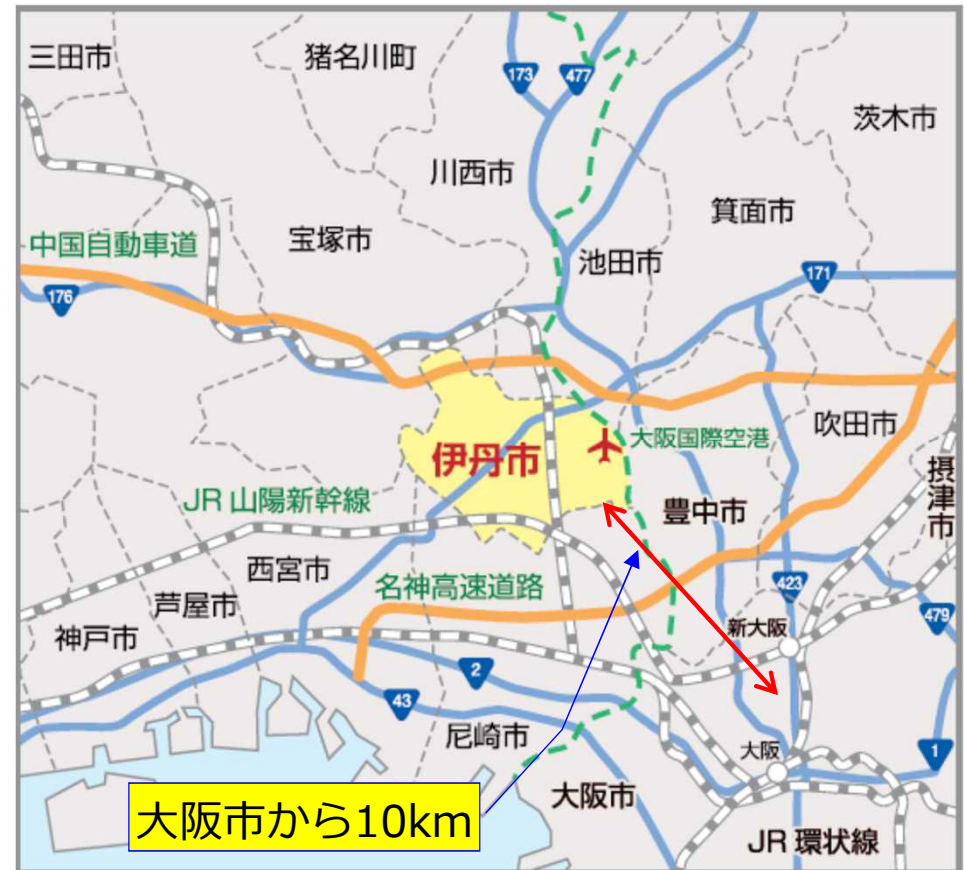 三田市
猪名川町
173
477
茨木市
川西市
箕面市
中国自動車道
宝塚市
池田市
176
171
伊丹市
大阪国際空港
吹田市
摂津市
JR 山陽新幹線
豊中市
西宮市
名神高速道路
芦屋市
423
479
神戸市
新大阪
2
43
尼崎市
大阪
1
大阪市から10km
大阪市
JR 環状線